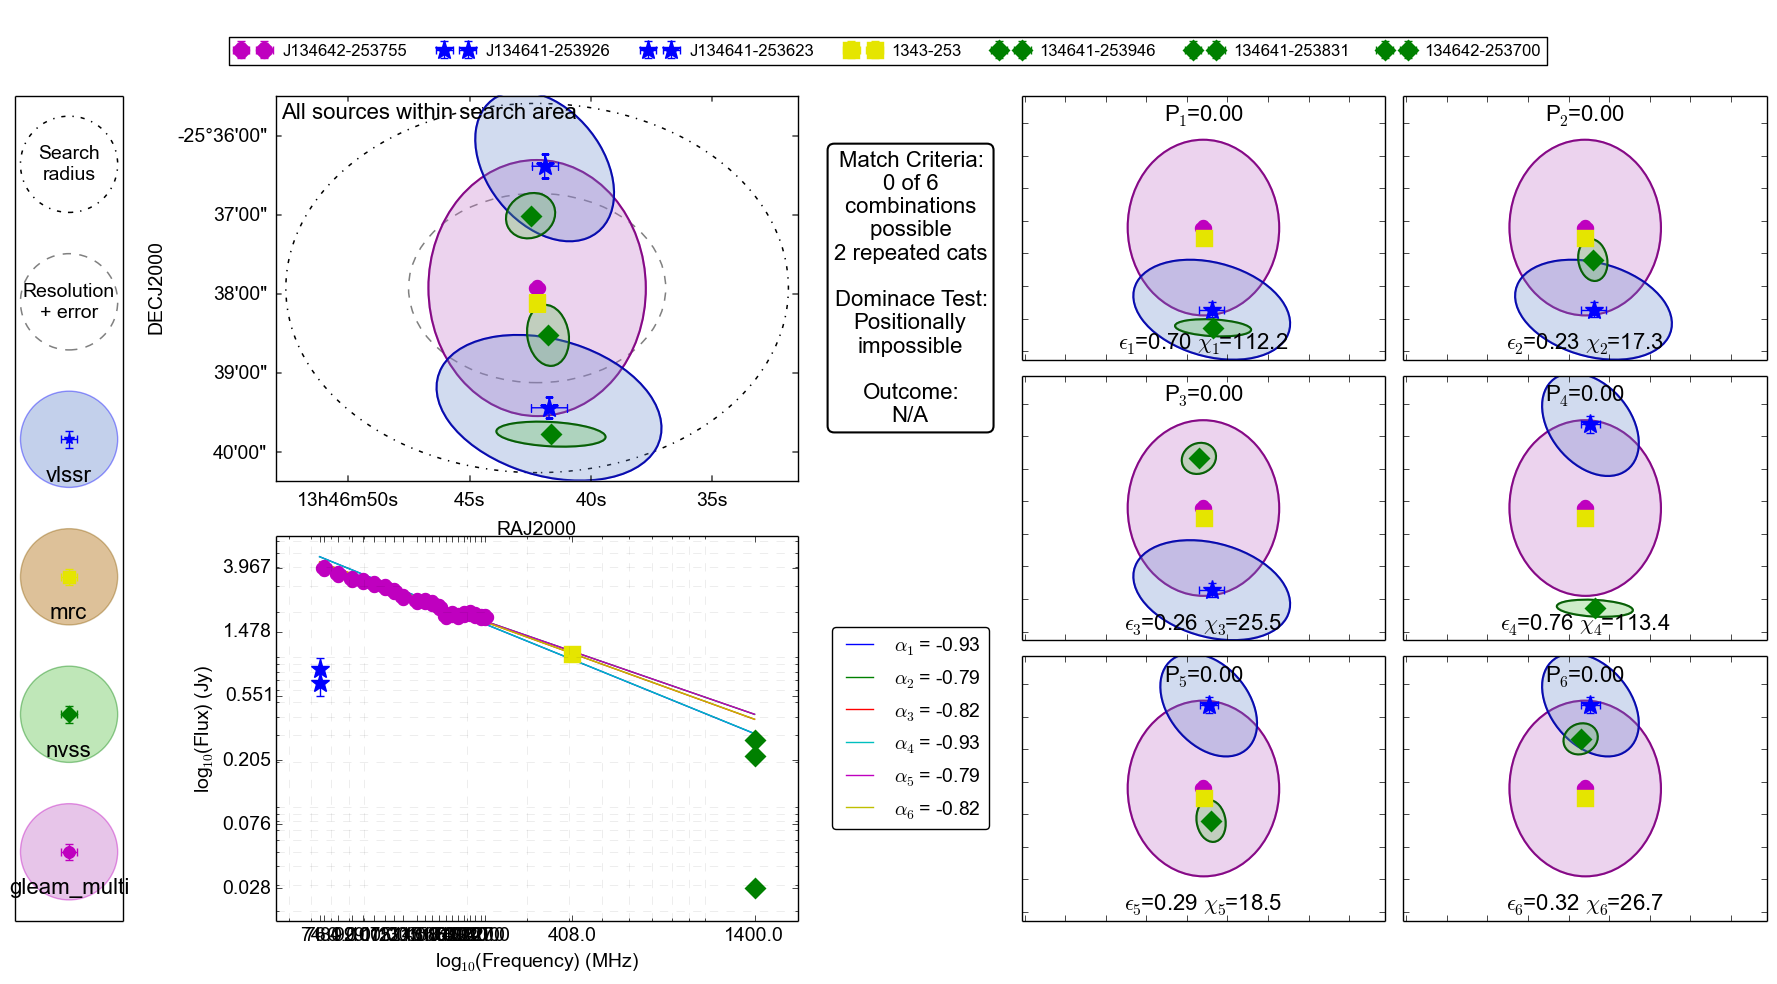 J134642-253755 J134641-253926 J134641-253623 1343-253 134641-253946 134641-253831 134642-253700
Search
radius
Resolution
+ error
vlssr
mrc
nvss
gleam_multi
All sources within search area
DECJ2000
-25°36'00"
37'00"
38'00"
39'00"
40'00"
13h46m50s 45s 40s 35s
RAJ2000
Match Criteria:
0 of 6
combinations
possible
2 repeated cats
Dominace Test:
Positionally
impossible
Outcome:
N/A
log₁₀(Flux) (Jy)
3.967
1.478
0.551
0.205
0.076
0.028
408.0 1400.0
log₁₀(Frequency) (MHz)
α₁ = -0.93
α₂ = -0.79
α₃ = -0.82
α₄ = -0.93
α₅ = -0.79
α₆ = -0.82
P₁=0.00
ϵ₁=0.70 χ₁=112.2
P₂=0.00
ϵ₂=0.23 χ₂=17.3
P₃=0.00
ϵ₃=0.26 χ₃=25.5
P₄=0.00
ϵ₄=0.76 χ₄=113.4
P₅=0.00
ϵ₅=0.29 χ₅=18.5
P₆=0.00
ϵ₆=0.32 χ₆=26.7